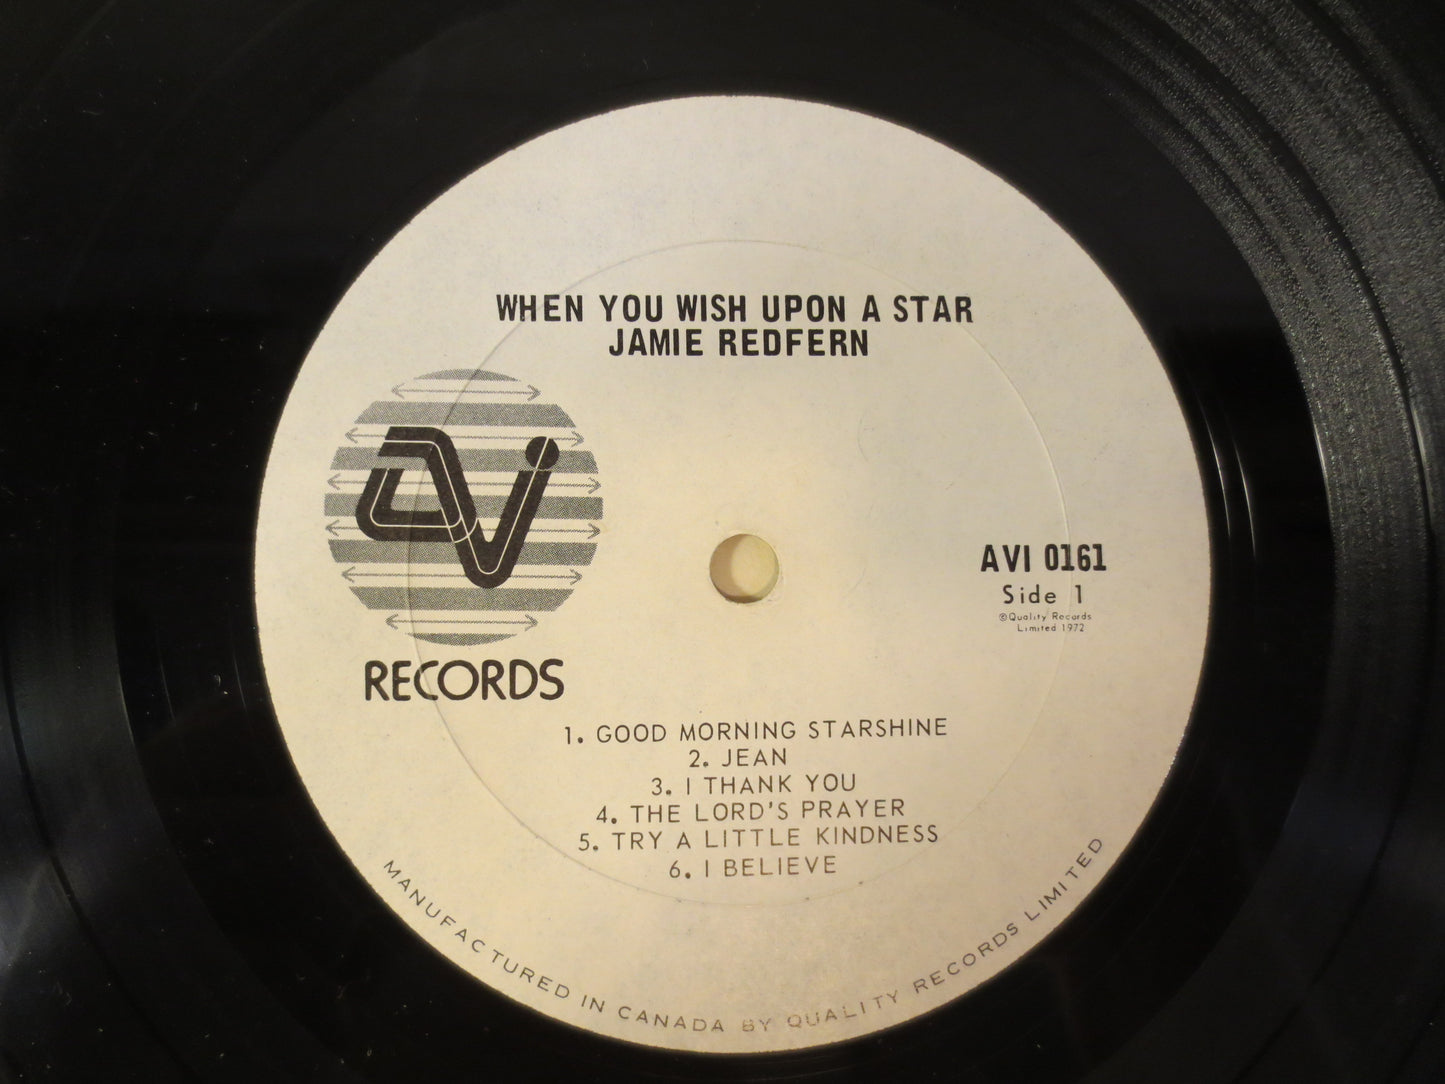 WHEN YOU WISH UPON A STAR
JAMIE REDFERN
AVI
RECORDS
AVI 0161
Side 1
©Quality Records
Limited 1972
1. GOOD MORNING STARSHINE
2. JEAN
3. I THANK YOU
4. THE LORD'S PRAYER
5. TRY A LITTLE KINDNESS
6. I BELIEVE
MANUFACTURED IN CANADA BY QUALITY RECORDS LIMITED